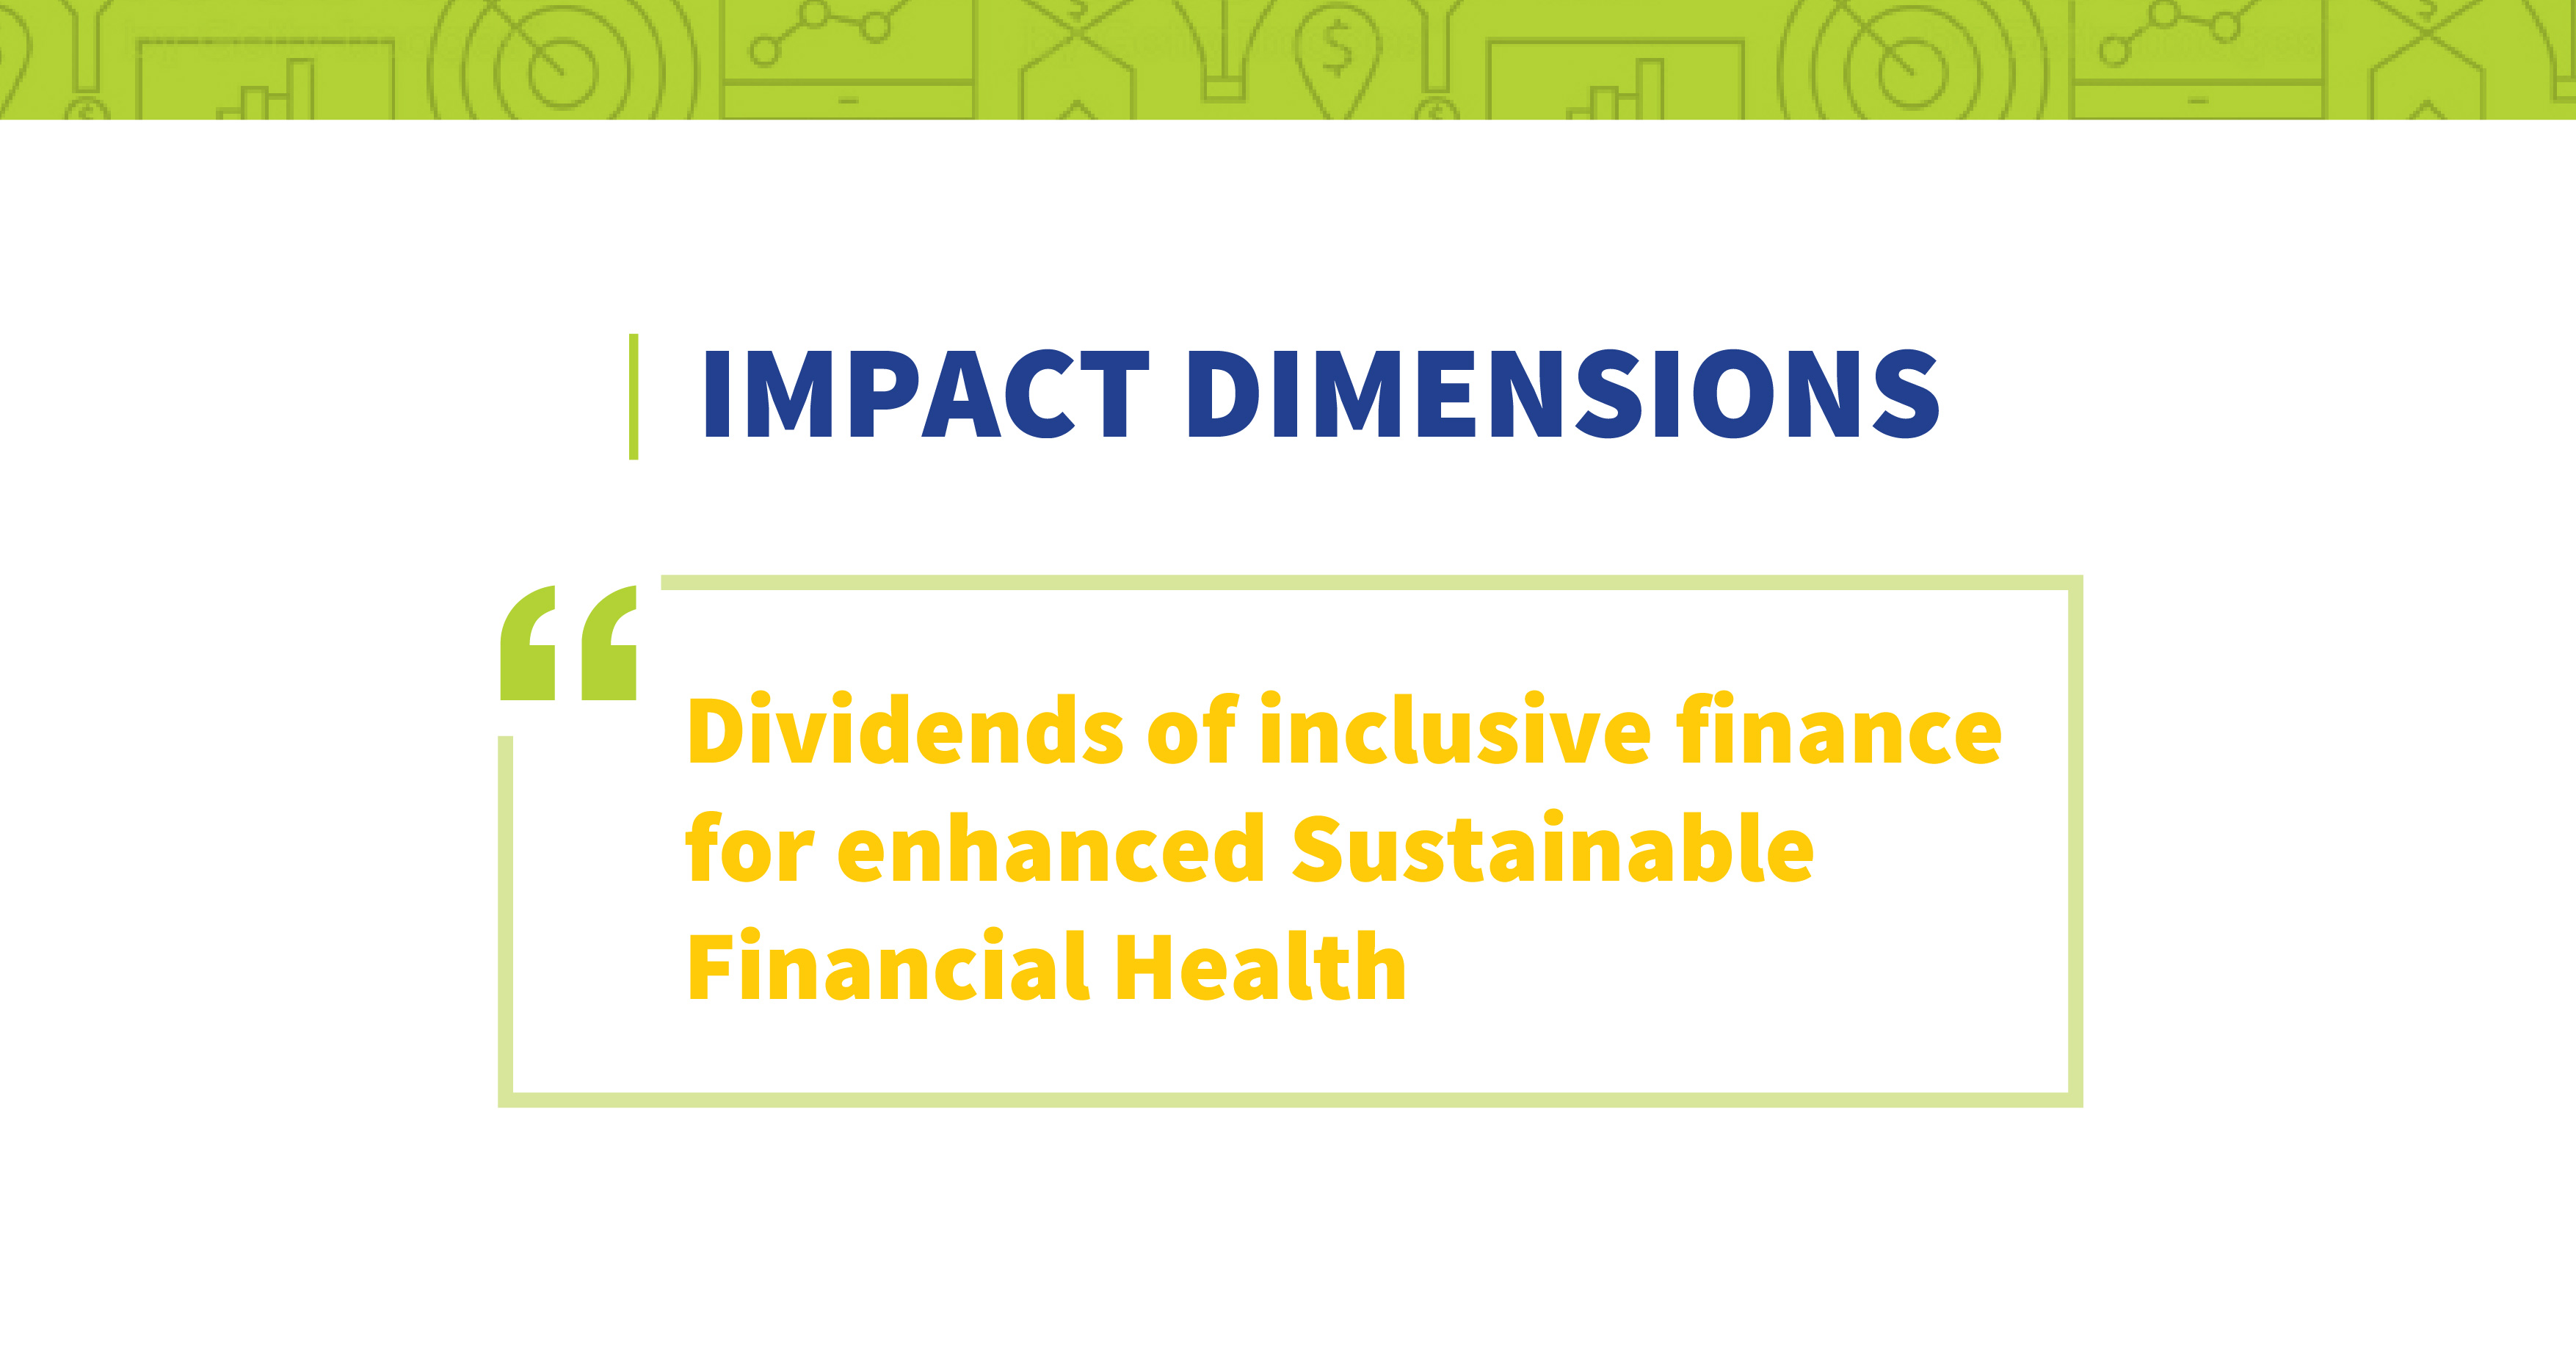 IMPACT DIMENSIONS
“
Dividends of inclusive finance
for enhanced Sustainable
Financial Health